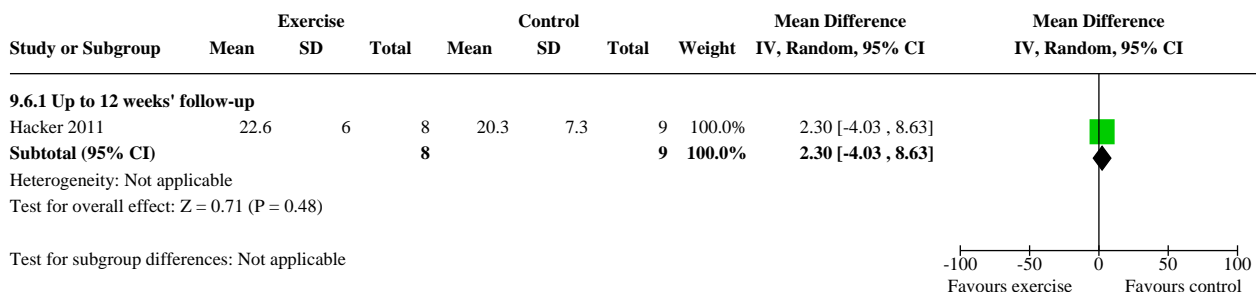 Exercise Control Mean Difference Mean Difference
Study or Subgroup Mean SD Total Mean SD Total Weight IV, Random, 95% CI IV, Random, 95% CI
9.6.1 Up to 12 weeks' follow-up
Hacker 2011 22.6 6 8 20.3 7.3 9 100.0% 2.30 [-4.03 , 8.63]
Subtotal (95% CI) 8 9 100.0% 2.30 [-4.03 , 8.63]
Heterogeneity: Not applicable
Test for overall effect: Z = 0.71 (P = 0.48)
Test for subgroup differences: Not applicable
-100 -50 0 50 100
Favours exercise Favours control